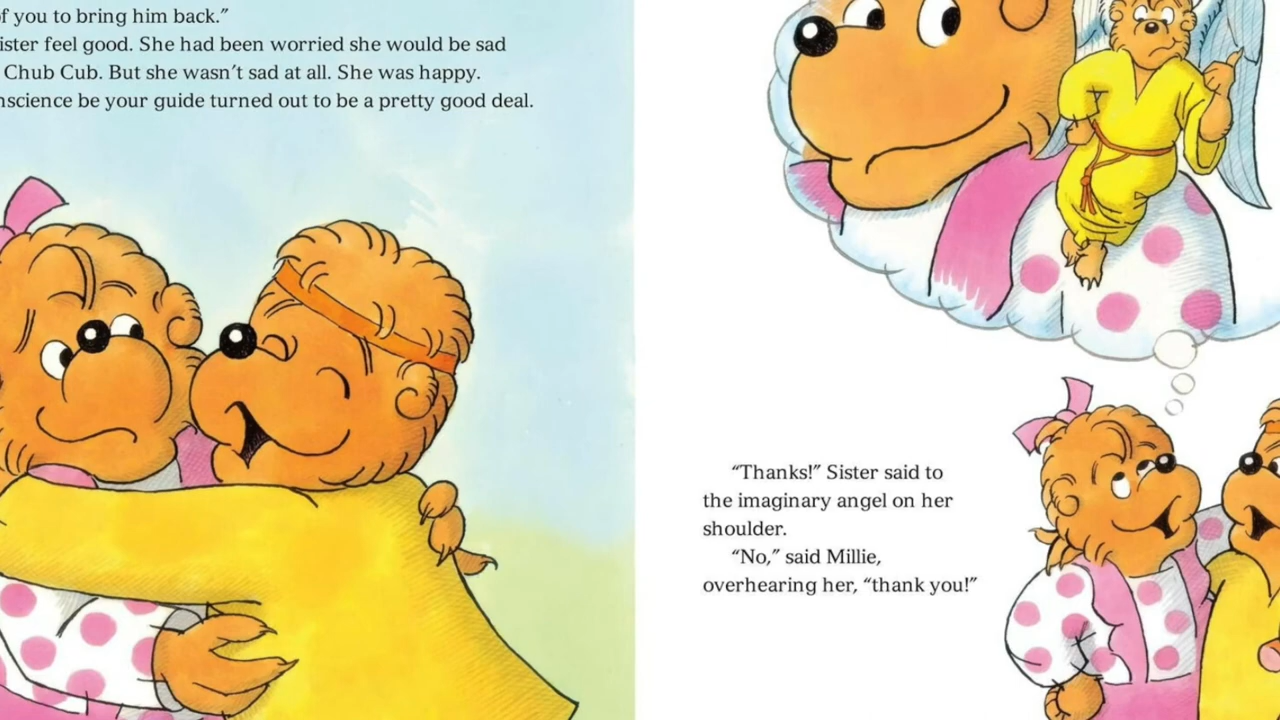 of you to bring him back.”
ister feel good. She had been worried she would be sad
Chub Cub. But she wasn’t sad at all. She was happy.
nscience be your guide turned out to be a pretty good deal.
“Thanks!” Sister said to
the imaginary angel on her
shoulder.
“No,” said Millie,
overhearing her, “thank you!”